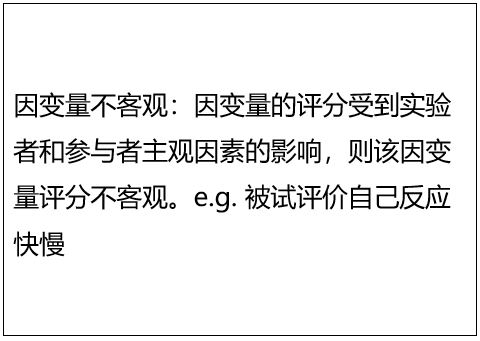 因变量不客观：因变量的评分受到实验
者和参与者主观因素的影响，则该因变
量评分不客观。e.g. 被试评价自己反应
快慢